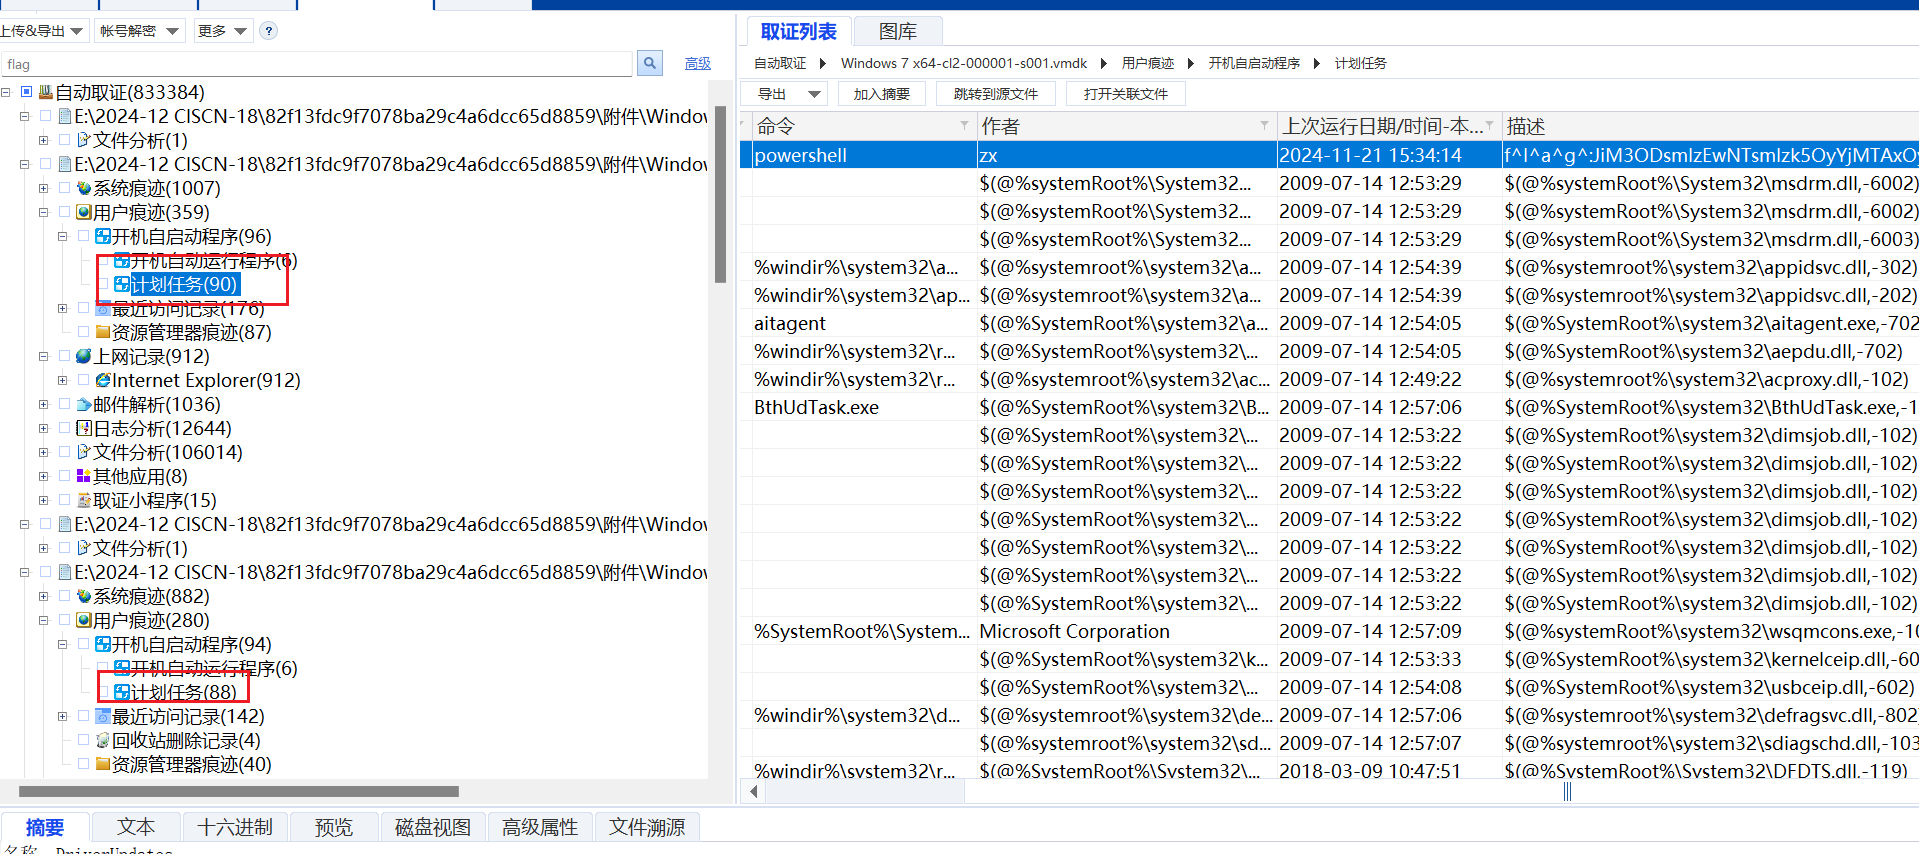 上传&导出
帐号解密
更多
?
flag
高级
自动取证(833384)
E:\2024-12 CISCN-18\82f13fdc9f7078ba29c4a6dcc65d8859\附件\Window
文件分析(1)
E:\2024-12 CISCN-18\82f13fdc9f7078ba29c4a6dcc65d8859\附件\Window
系统痕迹(1007)
用户痕迹(359)
开机自启动程序(96)
开机自动运行程序(6)
计划任务(90)
最近访问记录(176)
资源管理器痕迹(87)
上网记录(912)
Internet Explorer(912)
邮件解析(1036)
日志分析(12644)
文件分析(106014)
其他应用(8)
取证小程序(15)
E:\2024-12 CISCN-18\82f13fdc9f7078ba29c4a6dcc65d8859\附件\Window
文件分析(1)
E:\2024-12 CISCN-18\82f13fdc9f7078ba29c4a6dcc65d8859\附件\Window
系统痕迹(882)
用户痕迹(280)
开机自启动程序(94)
开机自动运行程序(6)
计划任务(88)
最近访问记录(142)
回收站删除记录(4)
资源管理器痕迹(40)
取证列表 图库
自动取证 Windows 7 x64-cl2-000001-s001.vmdk 用户痕迹 开机自启动程序 计划任务
导出 加入摘要 跳转到源文件 打开关联文件
命令 作者 上次运行日期/时间-本... 描述
powershell zx 2024-11-21 15:34:14 f^l^a^g^:JiM3ODsmIzEwNTsmIzk5OyYjMTAxOy
$(@%systemRoot%\System32... 2009-07-14 12:53:29 $(@%systemRoot%\System32\msdrm.dll,-6002)
$(@%systemRoot%\System32... 2009-07-14 12:53:29 $(@%systemRoot%\System32\msdrm.dll,-6002)
$(@%systemRoot%\System32... 2009-07-14 12:53:29 $(@%systemRoot%\System32\msdrm.dll,-6003)
%windir%\system32\a... $(@%systemroot%\system32\a... 2009-07-14 12:54:39 $(@%systemroot%\system32\appidsvc.dll,-302)
%windir%\system32\ap... $(@%systemroot%\system32\a... 2009-07-14 12:54:39 $(@%systemroot%\system32\appidsvc.dll,-202)
aitagent $(@%SystemRoot%\system32\a... 2009-07-14 12:54:05 $(@%SystemRoot%\system32\aitagent.exe,-702
%windir%\system32\r... $(@%SystemRoot%\system32\... 2009-07-14 12:54:05 $(@%SystemRoot%\system32\aepdu.dll,-702)
%windir%\system32\r... $(@%systemroot%\system32\ac... 2009-07-14 12:49:22 $(@%systemroot%\system32\acproxy.dll,-102)
BthUdTask.exe $(@%SystemRoot%\system32\B... 2009-07-14 12:57:06 $(@%SystemRoot%\system32\BthUdTask.exe,-1
$(@%SystemRoot%\system32\... 2009-07-14 12:53:22 $(@%SystemRoot%\system32\dimsjob.dll,-102)
$(@%SystemRoot%\system32\... 2009-07-14 12:53:22 $(@%SystemRoot%\system32\dimsjob.dll,-102)
$(@%SystemRoot%\system32\... 2009-07-14 12:53:22 $(@%SystemRoot%\system32\dimsjob.dll,-102)
$(@%SystemRoot%\system32\... 2009-07-14 12:53:22 $(@%SystemRoot%\system32\dimsjob.dll,-102)
$(@%SystemRoot%\system32\... 2009-07-14 12:53:22 $(@%SystemRoot%\system32\dimsjob.dll,-102)
$(@%SystemRoot%\system32\... 2009-07-14 12:53:22 $(@%SystemRoot%\system32\dimsjob.dll,-102)
$(@%SystemRoot%\system32\... 2009-07-14 12:53:22 $(@%SystemRoot%\system32\dimsjob.dll,-102)
%SystemRoot%\System... Microsoft Corporation 2009-07-14 12:57:09 $(@%systemRoot%\system32\wsqmcons.exe,-10
$(@%SystemRoot%\system32\k... 2009-07-14 12:53:33 $(@%SystemRoot%\system32\kernelceip.dll,-60
$(@%SystemRoot%\system32\... 2009-07-14 12:54:08 $(@%SystemRoot%\system32\usbceip.dll,-602)
%windir%\system32\d... $(@%systemroot%\system32\de... 2009-07-14 12:57:06 $(@%systemroot%\system32\defragsvc.dll,-802)
$(@%systemroot%\system32\sd... 2009-07-14 12:57:07 $(@%systemroot%\system32\sdiagschd.dll,-103
%windir%\system32\r... $(@%SystemRoot%\System32\... 2018-03-09 10:47:51 $(@%SystemRoot%\System32\DFDTS.dll,-119)
摘要 文本 十六进制 预览 磁盘视图 高级属性 文件溯源
名称 DriverUpdates